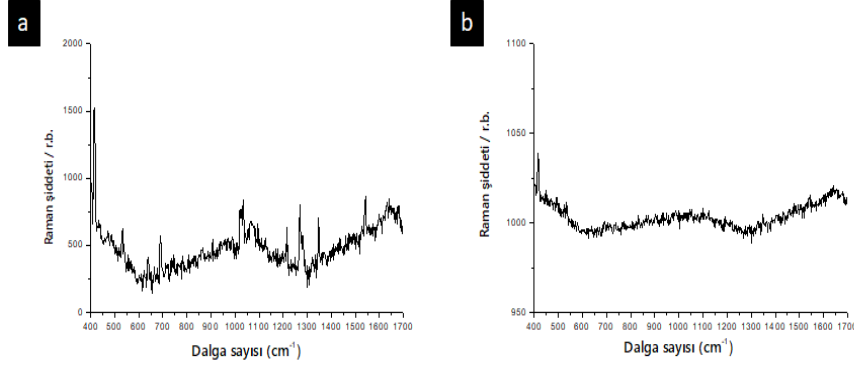 a
2000
1500
1000
500
0
400 500 600 700 800 900 1000 1100 1200 1300 1400 1500 1600 1700
Raman şiddeti / r.b.
Dalga sayısı (cm⁻¹)
b
1100
1050
1000
950
400 500 600 700 800 900 1000 1100 1200 1300 1400 1500 1600 1700
Raman şiddeti / r.b.
Dalga sayısı (cm⁻¹)